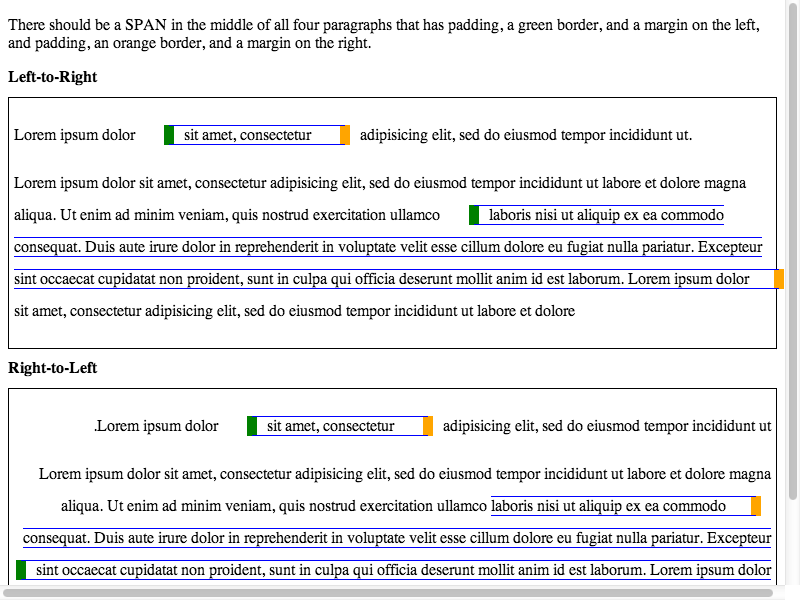 There should be a SPAN in the middle of all four paragraphs that has padding, a green border, and a margin on the left,
and padding, an orange border, and a margin on the right.
Left-to-Right
Lorem ipsum dolor sit amet, consectetur adipisicing elit, sed do eiusmod tempor incididunt ut.
Lorem ipsum dolor sit amet, consectetur adipisicing elit, sed do eiusmod tempor incididunt ut labore et dolore magna
aliqua. Ut enim ad minim veniam, quis nostrud exercitation ullamco laboris nisi ut aliquip ex ea commodo
consequat. Duis aute irure dolor in reprehenderit in voluptate velit esse cillum dolore eu fugiat nulla pariatur. Excepteur
sint occaecat cupidatat non proident, sunt in culpa qui officia deserunt mollit anim id est laborum. Lorem ipsum dolor
sit amet, consectetur adipisicing elit, sed do eiusmod tempor incididunt ut labore et dolore
Right-to-Left
.Lorem ipsum dolor sit amet, consectetur adipisicing elit, sed do eiusmod tempor incididunt ut
Lorem ipsum dolor sit amet, consectetur adipisicing elit, sed do eiusmod tempor incididunt ut labore et dolore magna
aliqua. Ut enim ad minim veniam, quis nostrud exercitation ullamco laboris nisi ut aliquip ex ea commodo
consequat. Duis aute irure dolor in reprehenderit in voluptate velit esse cillum dolore eu fugiat nulla pariatur. Excepteur
sint occaecat cupidatat non proident, sunt in culpa qui officia deserunt mollit anim id est laborum. Lorem ipsum dolor